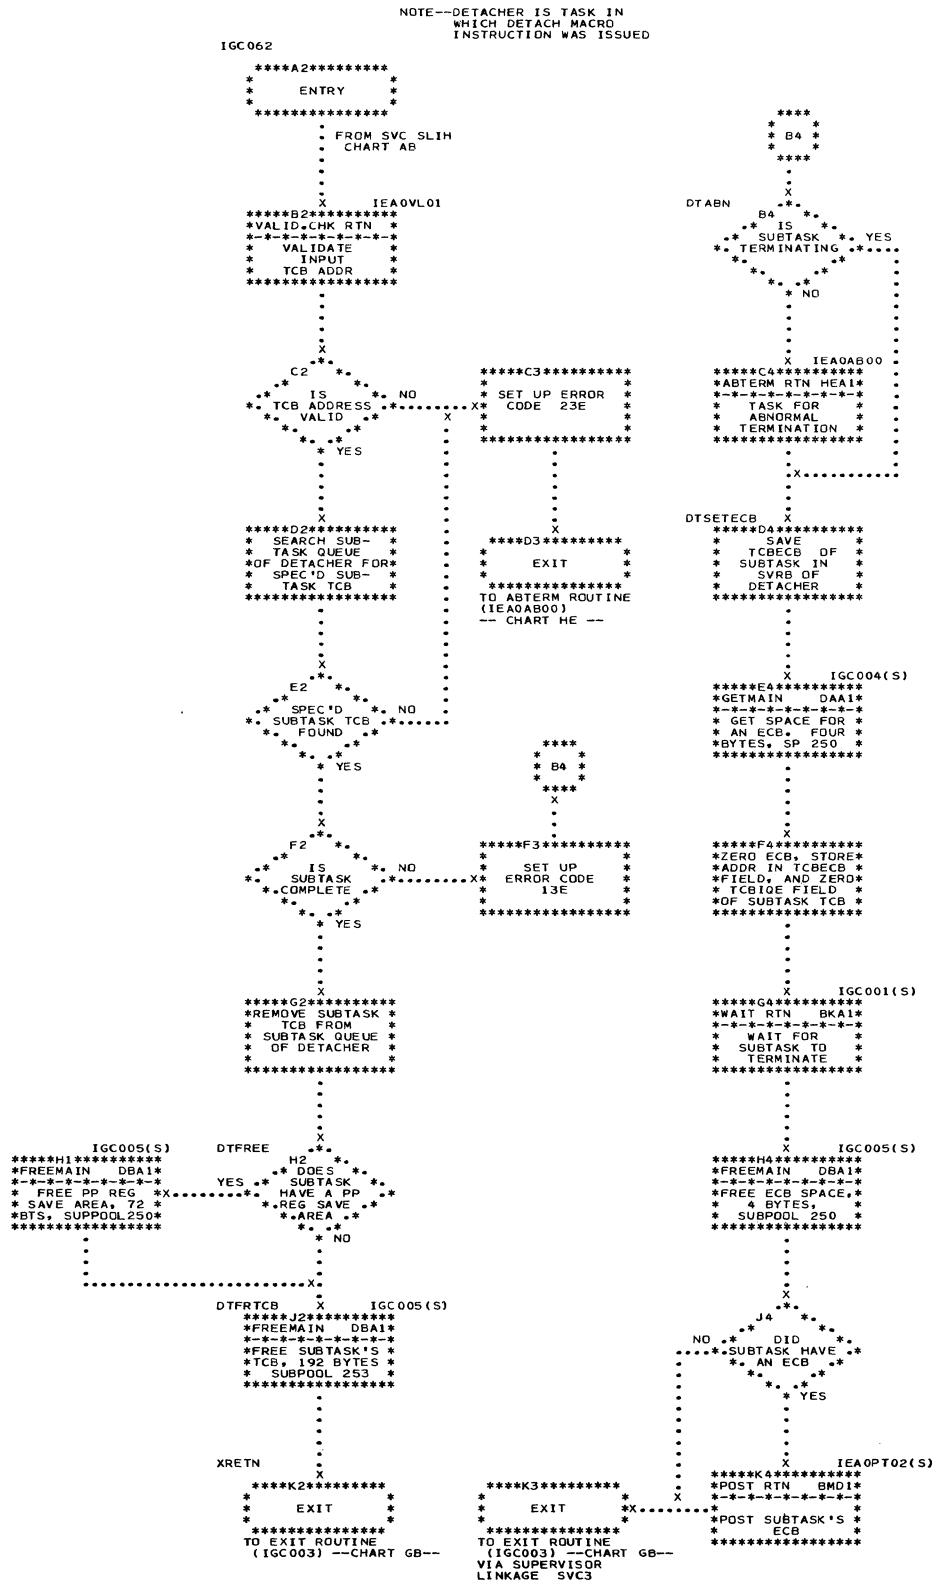 NOTE--DETACHER IS TASK IN
WHICH DETACH MACRO
INSTRUCTION WAS ISSUED
IGC062
****A2*********
ENTRY
FROM SVC SLIH
CHART AB
IEA0VL01
*****B2**********
*VALID.CHK RTN *
*-*-*-*-*-*-*-*-*
VALIDATE
INPUT
TCB ADDR
C2
IS
TCB ADDRESS
VALID
NO
YES
*****C3**********
SET UP ERROR
CODE 23E
*****D2**********
SEARCH SUB-
TASK QUEUE
*OF DETACHER FOR*
SPEC'D SUB-
TASK TCB
****D3*********
EXIT
TO ABTERM ROUTINE
(IEA0AB00)
-- CHART HE --
E2
SPEC'D
SUBTASK TCB
FOUND
NO
YES
B4
F2
IS
SUBTASK
COMPLETE
NO
YES
*****F3**********
SET UP
ERROR CODE
13E
*****G2**********
*REMOVE SUBTASK *
TCB FROM
SUBTASK QUEUE
OF DETACHER
DTFREE
H2
DOES
SUBTASK
HAVE A PP
REG SAVE
AREA
YES
NO
IGC005(S)
*****H1**********
*FREEMAIN DBA1*
*-*-*-*-*-*-*-*-*
FREE PP REG
SAVE AREA, 72
*BTS, SUPPOOL250*
DTFRTCB
IGC005(S)
*****J2**********
*FREEMAIN DBA1*
*-*-*-*-*-*-*-*-*
*FREE SUBTASK'S *
*TCB, 192 BYTES *
SUBPOOL 253
XRETN
****K2*********
EXIT
TO EXIT ROUTINE
(IGC003) --CHART GB--
B4
DTABN
B4
IS
SUBTASK
TERMINATING
YES
NO
IEA0AB00
*****C4**********
*ABTERM RTN HEA1*
*-*-*-*-*-*-*-*-*
TASK FOR
ABNORMAL
TERMINATION
DTSETECB
*****D4**********
SAVE
TCBECB OF
SUBTASK IN
SVRB OF
DETACHER
IGC004(S)
*****E4**********
*GETMAIN DAA1*
*-*-*-*-*-*-*-*-*
GET SPACE FOR
AN ECB. FOUR
*BYTES, SP 250 *
*****F4**********
*ZERO ECB, STORE*
*ADDR IN TCBECB *
*FIELD, AND ZERO*
TCBIQE FIELD
*OF SUBTASK TCB *
IGC001(S)
*****G4**********
*WAIT RTN BKA1*
*-*-*-*-*-*-*-*-*
WAIT FOR
SUBTASK TO
TERMINATE
IGC005(S)
*****H4**********
*FREEMAIN DBA1*
*-*-*-*-*-*-*-*-*
*FREE ECB SPACE,*
4 BYTES,
SUBPOOL 250
J4
DID
SUBTASK HAVE
AN ECB
NO
YES
IEA0PT02(S)
*****K4**********
*POST RTN BMD1*
*-*-*-*-*-*-*-*-*
*POST SUBTASK'S *
ECB
****K3*********
EXIT
TO EXIT ROUTINE
(IGC003) --CHART GB--
VIA SUPERVISOR
LINKAGE SVC3